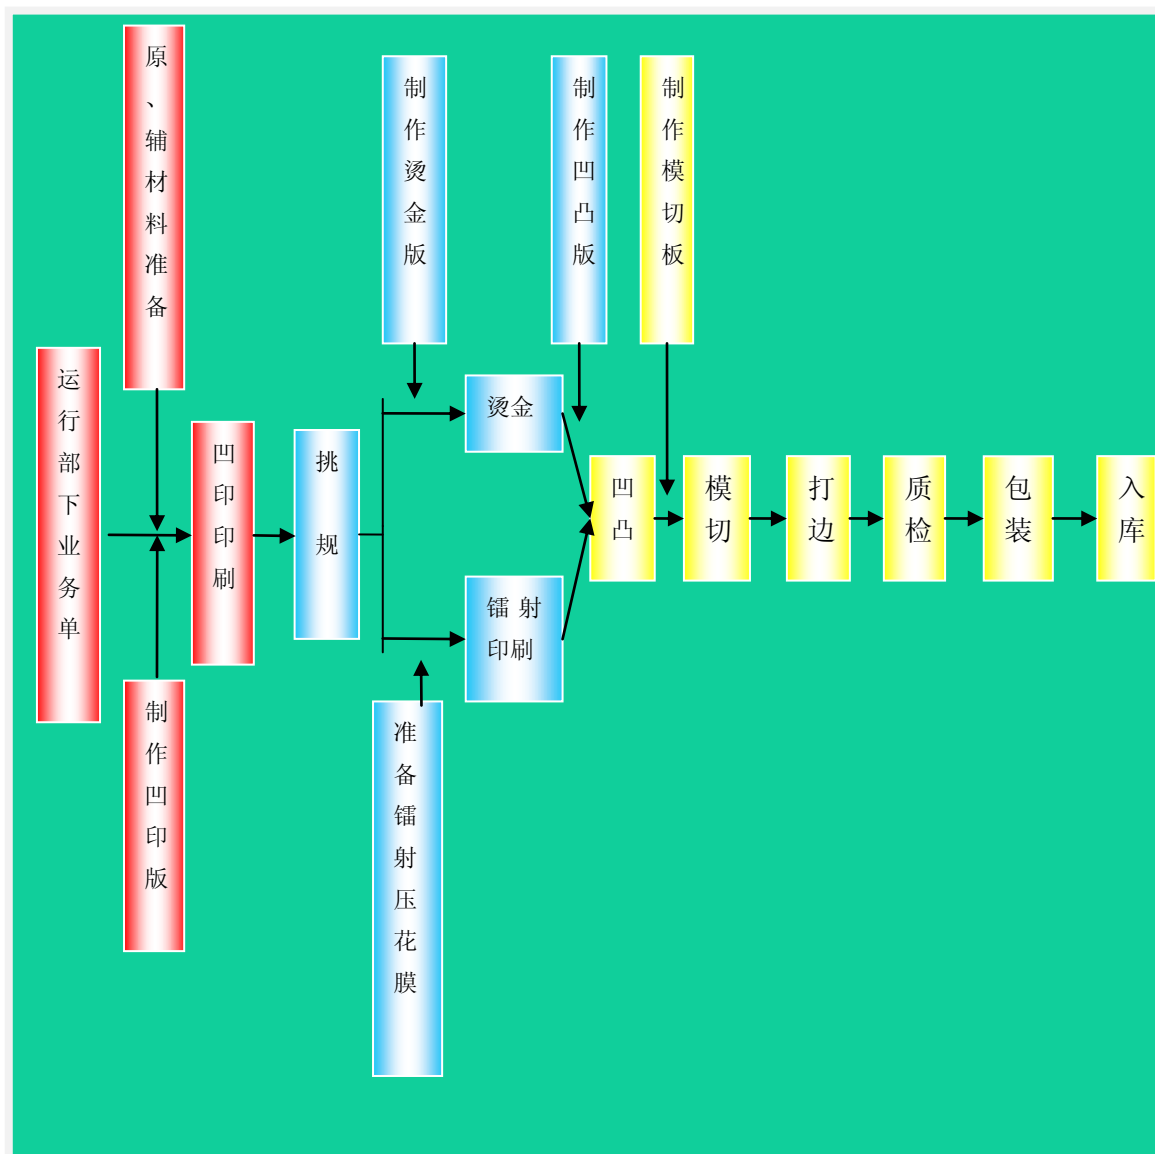 原、辅材料准备
制作烫金版
制作凹凸版
制作模切板
运行部下业务单
凹印印刷
挑规
烫金
镭射
印刷
凹凸
模切
打边
质检
包装
入库
制作凹印版
准备镭射压花膜